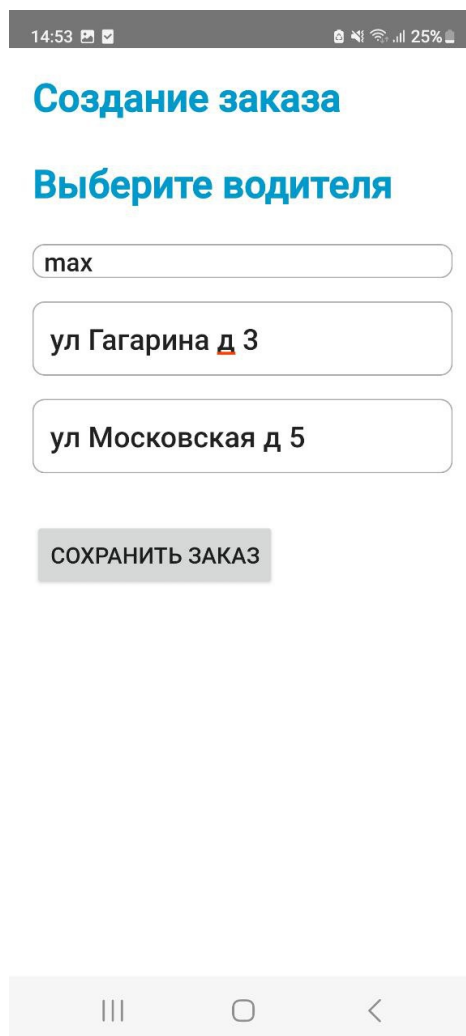 14:53 25%
Создание заказа
Выберите водителя
max
ул Гагарина д 3
ул Московская д 5
СОХРАНИТЬ ЗАКАЗ